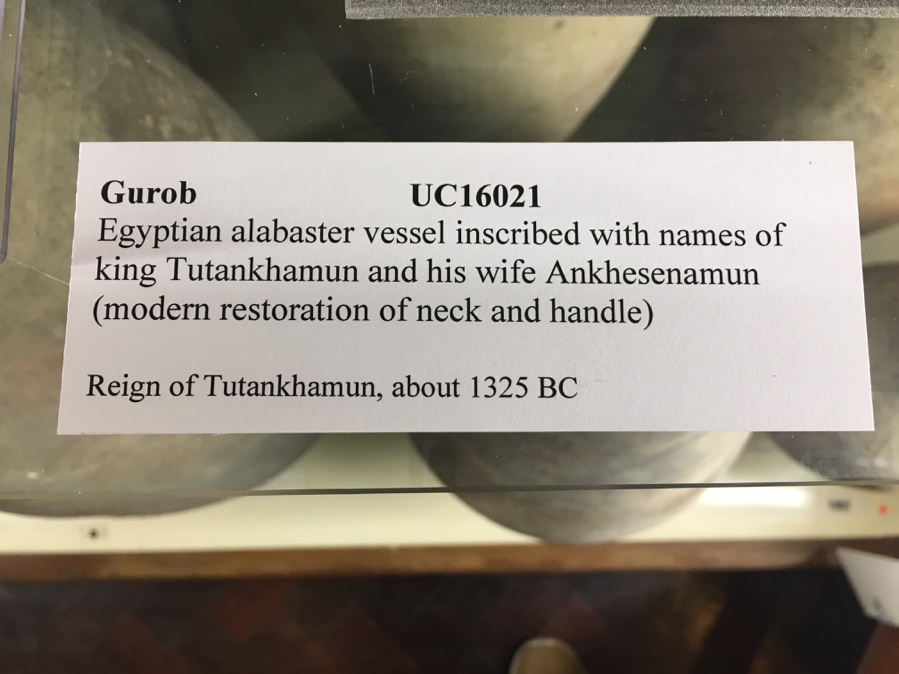 Gurob UC16021
Egyptian alabaster vessel inscribed with names of
king Tutankhamun and his wife Ankhesenamun
(modern restoration of neck and handle)
Reign of Tutankhamun, about 1325 BC